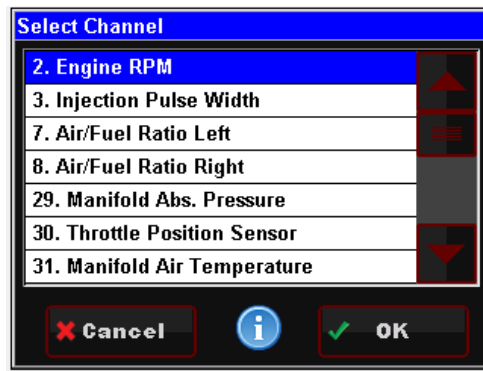 Select Channel
2. Engine RPM
3. Injection Pulse Width
7. Air/Fuel Ratio Left
8. Air/Fuel Ratio Right
29. Manifold Abs. Pressure
30. Throttle Position Sensor
31. Manifold Air Temperature
Cancel
i
OK